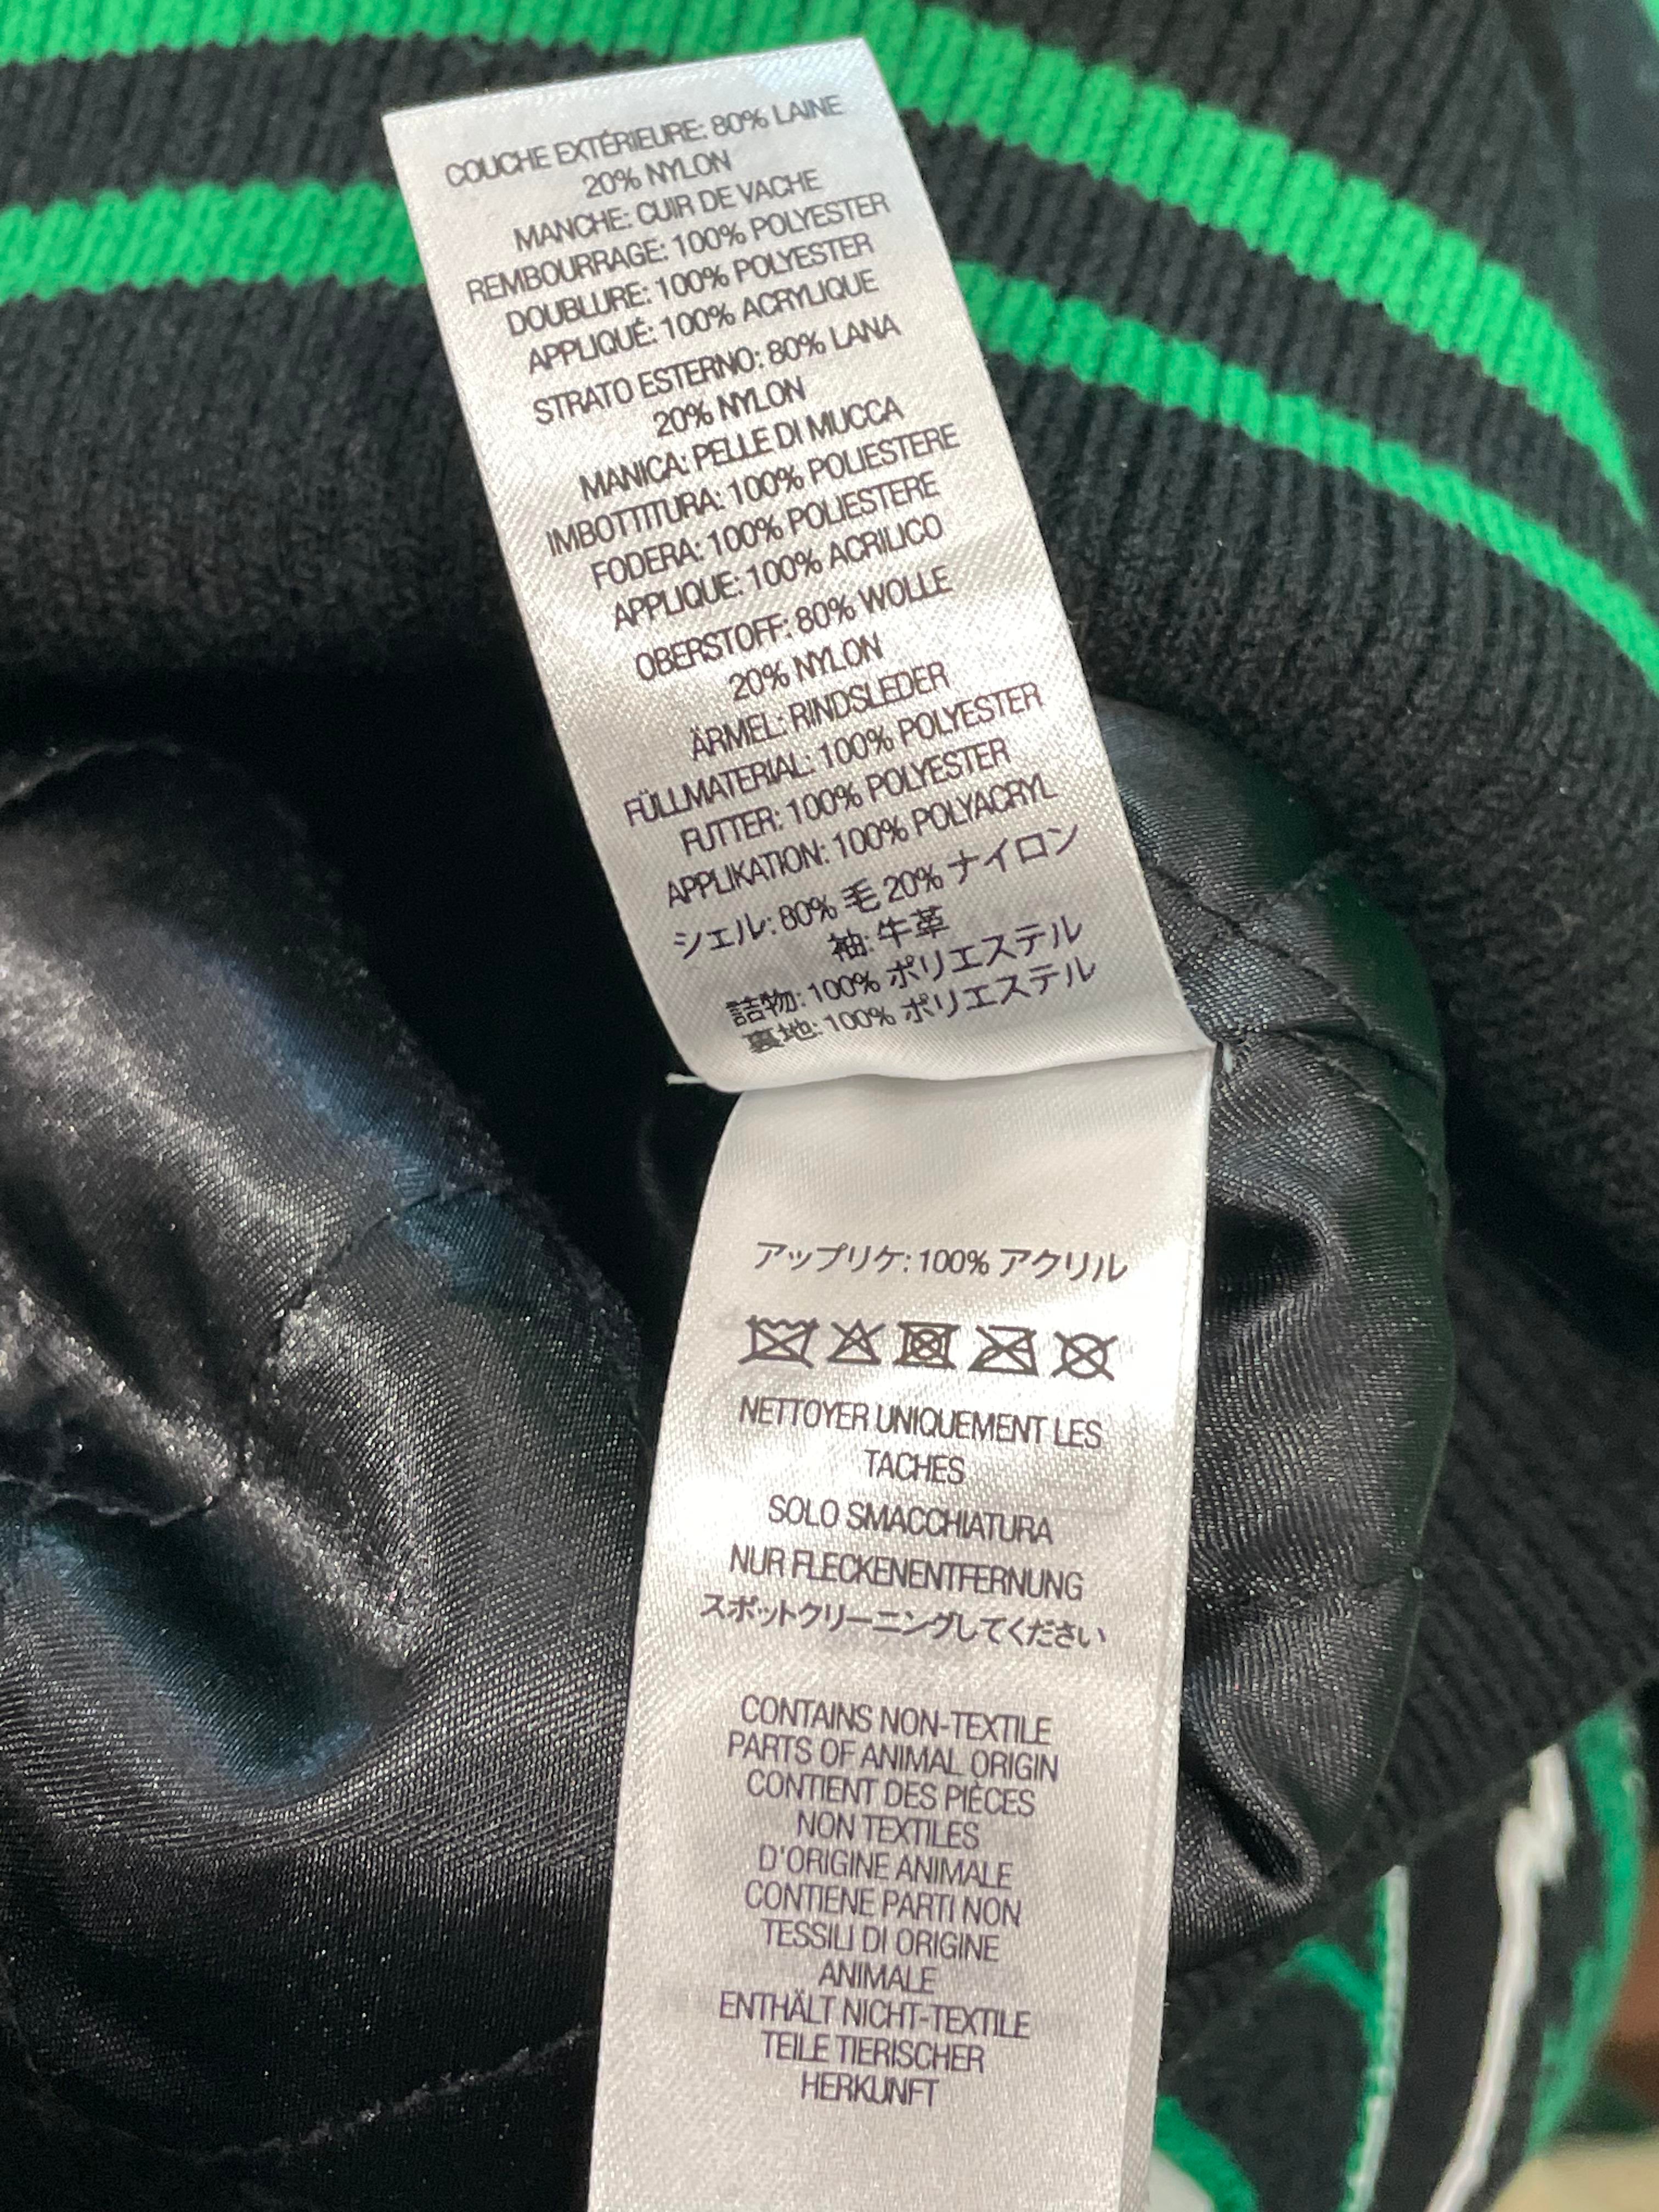 COUCHE EXTÉRIEURE: 80% LAINE
20% NYLON
MANCHE: CUIR DE VACHE
REMBOURRAGE: 100% POLYESTER
DOUBLURE: 100% POLYESTER
APPLIQUÉ: 100% ACRYLIQUE
STRATO ESTERNO: 80% LANA
20% NYLON
MANICA: PELLE DI MUCCA
IMBOTTITURA: 100% POLIESTERE
FODERA: 100% POLIESTERE
APPLIQUE: 100% ACRILICO
OBERSTOFF: 80% WOLLE
20% NYLON
ÄRMEL: RINDSLEDER
FÜLLMATERIAL: 100% POLYESTER
FUTTER: 100% POLYESTER
APPLIKATION: 100% POLYACRYL
シェル: 80% 毛 20% ナイロン
袖: 牛革
詰物: 100% ポリエステル
裏地: 100% ポリエステル
アップリケ: 100% アクリル
NETTOYER UNIQUEMENT LES
TACHES
SOLO SMACCHIATURA
NUR FLECKENENTFERNUNG
スポットクリーニングしてください
CONTAINS NON-TEXTILE
PARTS OF ANIMAL ORIGIN
CONTIENT DES PIÈCES
NON TEXTILES
D'ORIGINE ANIMALE
CONTIENE PARTI NON
TESSILI DI ORIGINE
ANIMALE
ENTHÄLT NICHT-TEXTILE
TEILE TIERISCHER
HERKUNFT